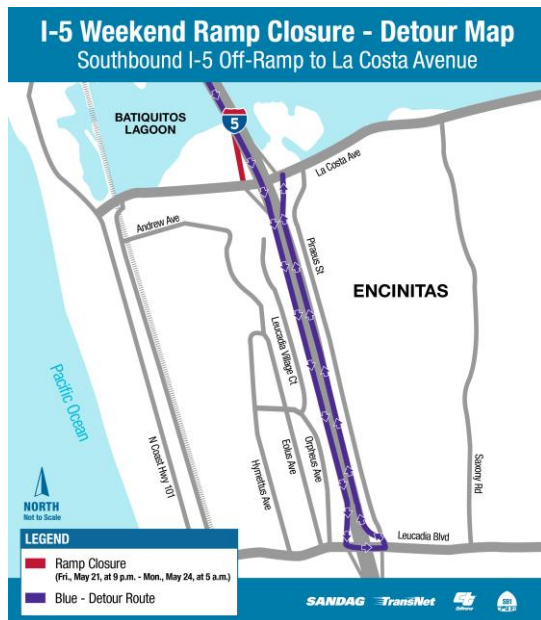 I-5 Weekend Ramp Closure - Detour Map
Southbound I-5 Off-Ramp to La Costa Avenue
BATIQUITOS
LAGOON
5
La Costa Ave
Andrew Ave
Piraeus St
ENCINITAS
Leucadia Village Ct
Pacific Ocean
N Coast Hwy 101
Hymettus Ave
Eolus Ave
Orpheus Ave
Saxony Rd
Leucadia Blvd
NORTH
Not to Scale
LEGEND
Ramp Closure
(Fri., May 21, at 9 p.m. - Mon., May 24, at 5 a.m.)
Blue - Detour Route
SANDAG
TransNet
SB1